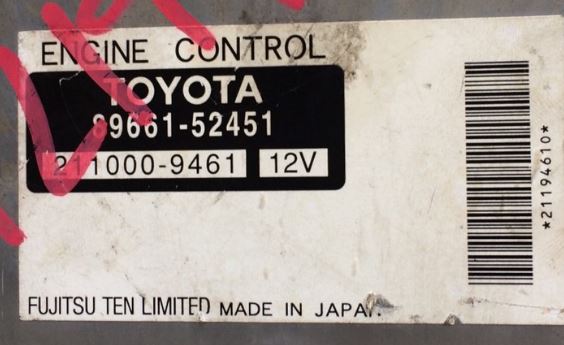 ENGINE CONTROL
TOYOTA
89661-52451
211000-9461 12V
FUJITSU TEN LIMITED MADE IN JAPAN
*21194610*